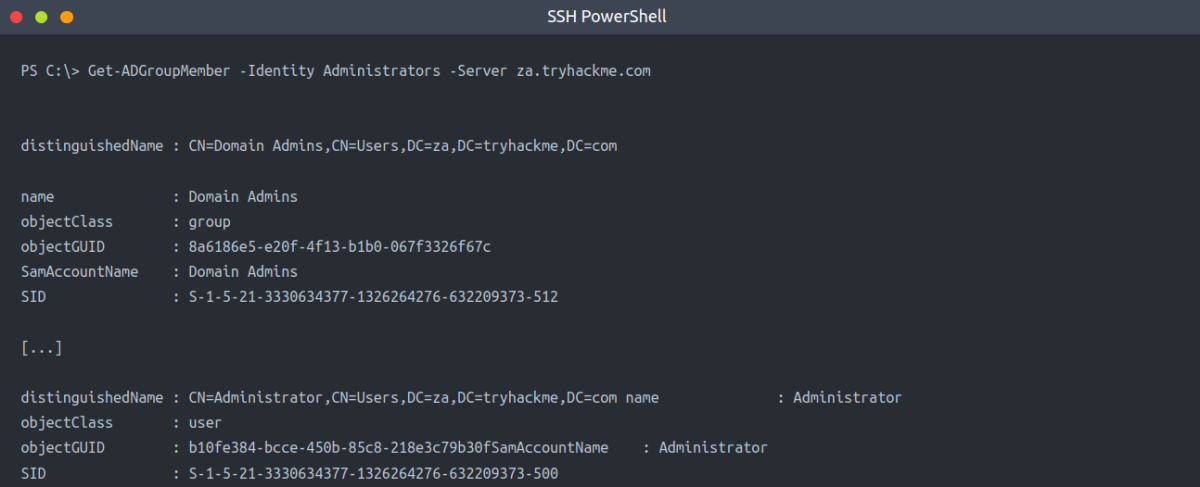 SSH PowerShell
PS C:\> Get-ADGroupMember -Identity Administrators -Server za.tryhackme.com
distinguishedName : CN=Domain Admins,CN=Users,DC=za,DC=tryhackme,DC=com
name : Domain Admins
objectClass : group
objectGUID : 8a6186e5-e20f-4f13-b1b0-067f3326f67c
SamAccountName : Domain Admins
SID : S-1-5-21-3330634377-1326264276-632209373-512
[...]
distinguishedName : CN=Administrator,CN=Users,DC=za,DC=tryhackme,DC=com name : Administrator
objectClass : user
objectGUID : b10fe384-bcce-450b-85c8-218e3c79b30fSamAccountName : Administrator
SID : S-1-5-21-3330634377-1326264276-632209373-500